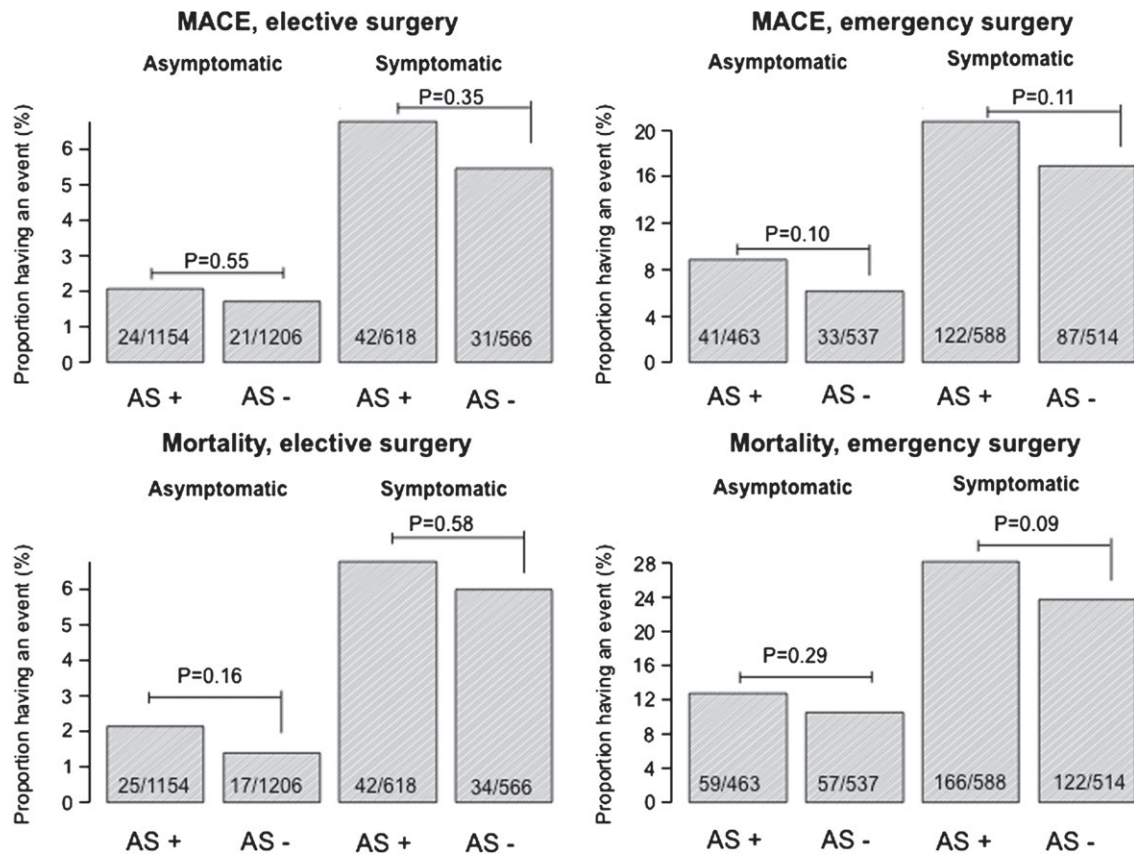 MACE, elective surgery
Asymptomatic Symptomatic
P=0.35
P=0.55
Proportion having an event (%)
6
5
4
3
2
1
0
24/1154 21/1206 42/618 31/566
AS + AS - AS + AS -
MACE, emergency surgery
Asymptomatic Symptomatic
P=0.11
P=0.10
Proportion having an event (%)
20
16
12
8
4
0
41/463 33/537 122/588 87/514
AS + AS - AS + AS -
Mortality, elective surgery
Asymptomatic Symptomatic
P=0.58
P=0.16
Proportion having an event (%)
6
5
4
3
2
1
0
25/1154 17/1206 42/618 34/566
AS + AS - AS + AS -
Mortality, emergency surgery
Asymptomatic Symptomatic
P=0.09
P=0.29
Proportion having an event (%)
28
24
20
16
12
8
4
0
59/463 57/537 166/588 122/514
AS + AS - AS + AS -